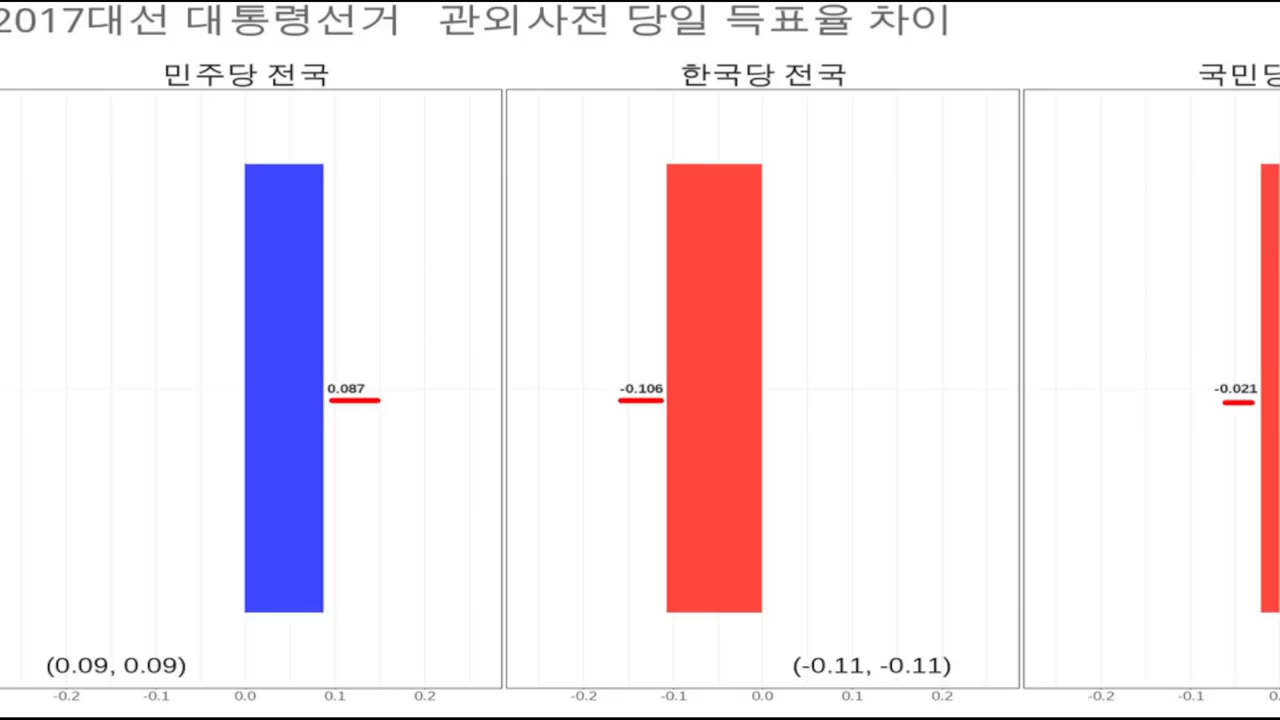 2017대선 대통령선거 관외사전 당일 득표율 차이
민주당 전국 한국당 전국 국민당
0.087 -0.106 -0.021
(0.09, 0.09) (-0.11, -0.11)
-0.2 -0.1 0.0 0.1 0.2 -0.2 -0.1 0.0 0.1 0.2 -0.2 -0.1